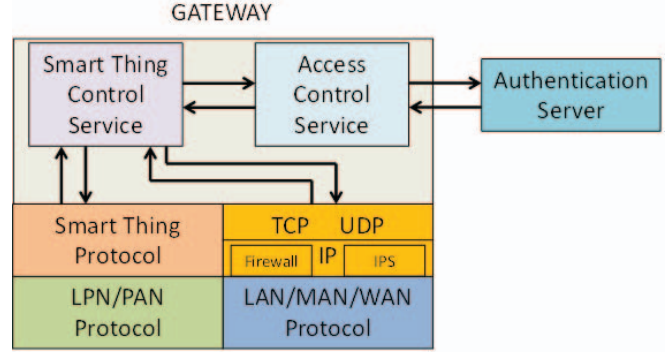 GATEWAY
Smart Thing
Control
Service
Access
Control
Service
Authentication
Server
Smart Thing
Protocol
TCP UDP
Firewall IP IPS
LPN/PAN
Protocol
LAN/MAN/WAN
Protocol